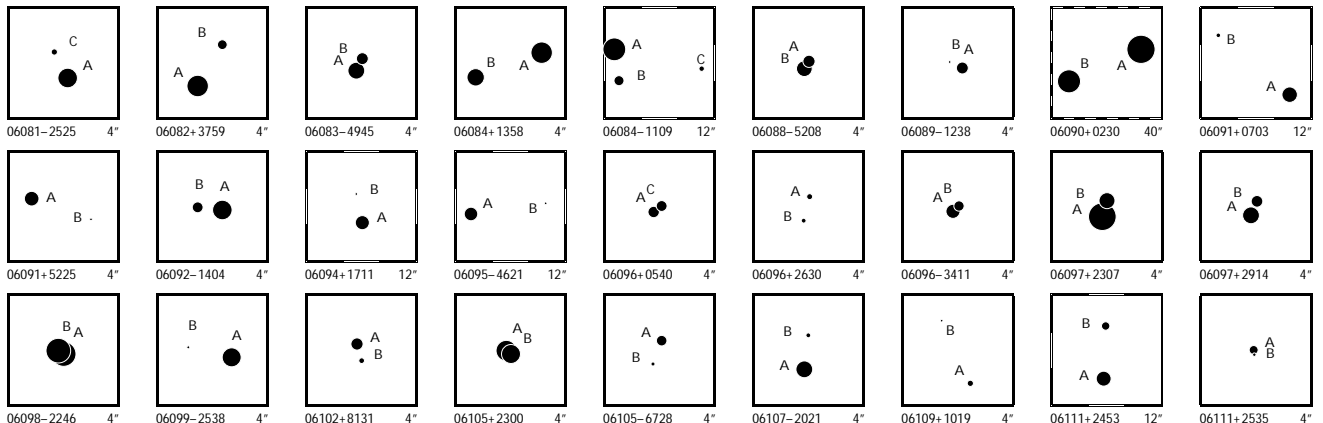 C
A
06081−2525 4″
B
A
06082+3759 4″
B
A
06083−4945 4″
B
A
06084+1358 4″
A
B
C
06084−1109 12″
A
B
06088−5208 4″
B A
06089−1238 4″
B
A
06090+0230 40″
B
A
06091+0703 12″
A
B
06091+5225 4″
B A
06092−1404 4″
B
A
06094+1711 12″
A
B
06095−4621 12″
C
A
06096+0540 4″
A
B
06096+2630 4″
B
A
06096−3411 4″
B
A
06097+2307 4″
B
A
06097+2914 4″
B A
06098−2246 4″
B
A
06099−2538 4″
A
B
06102+8131 4″
A
B
06105+2300 4″
A
B
06105−6728 4″
B
A
06107−2021 4″
B
A
06109+1019 4″
B
A
06111+2453 12″
A
B
06111+2535 4″